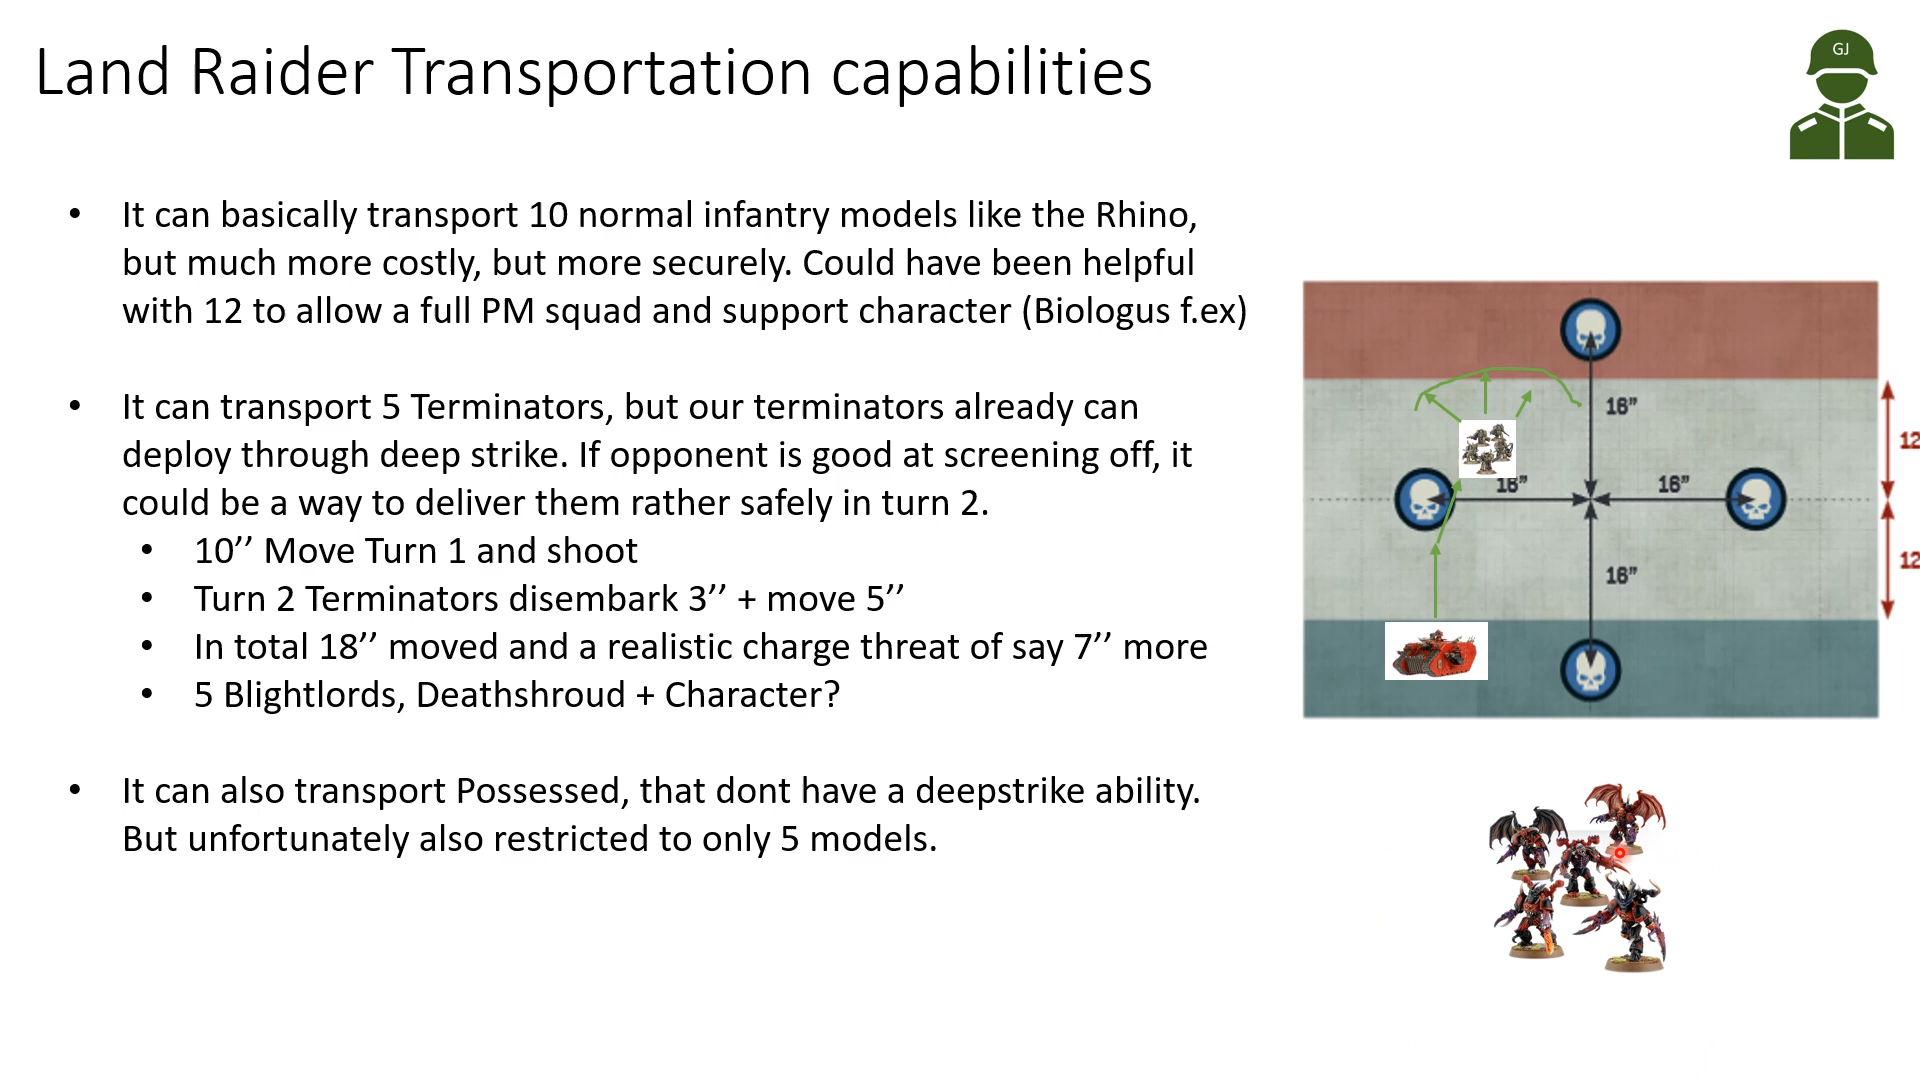 Land Raider Transportation capabilities
GJ
• It can basically transport 10 normal infantry models like the Rhino,
but much more costly, but more securely. Could have been helpful
with 12 to allow a full PM squad and support character (Biologus f.ex)
• It can transport 5 Terminators, but our terminators already can
deploy through deep strike. If opponent is good at screening off, it
could be a way to deliver them rather safely in turn 2.
• 10’’ Move Turn 1 and shoot
• Turn 2 Terminators disembark 3’’ + move 5’’
• In total 18’’ moved and a realistic charge threat of say 7’’ more
• 5 Blightlords, Deathshroud + Character?
• It can also transport Possessed, that dont have a deepstrike ability.
But unfortunately also restricted to only 5 models.
16”
12
16”
16”
12
16”